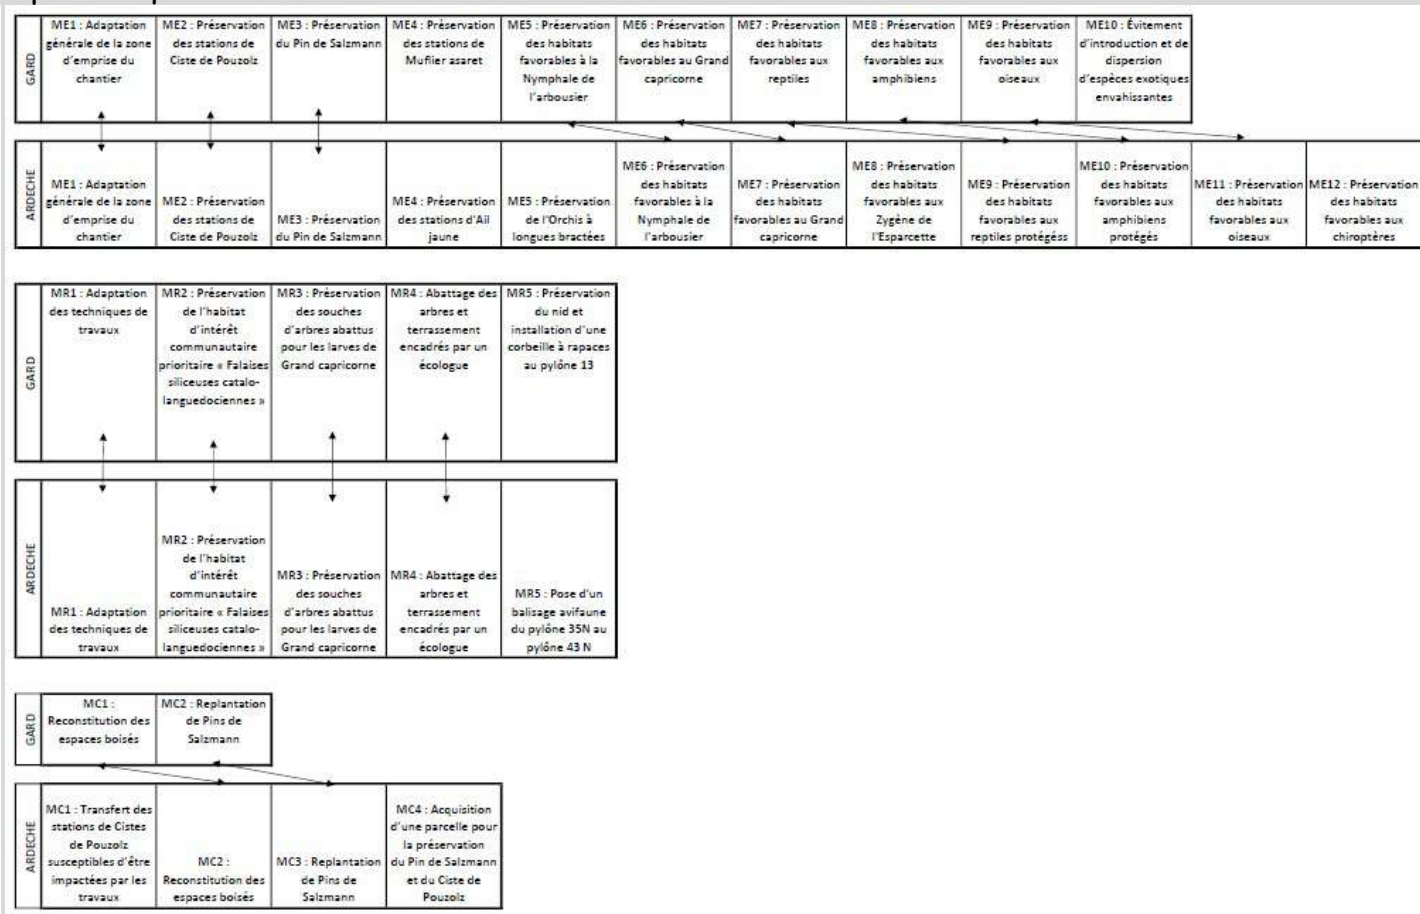 GARD
ME1 : Adaptation
générale de la zone
d'emprise du
chantier
ME2 : Préservation
des stations de
Ciste de Pouzolz
ME3 : Préservation
du Pin de Salzmann
ME4 : Préservation
des stations de
Muflier asaret
ME5 : Préservation
des habitats
favorables à la
Nymphale de
l'arbousier
ME6 : Préservation
des habitats
favorables au Grand
capricorne
ME7 : Préservation
des habitats
favorables aux
reptiles
ME8 : Préservation
des habitats
favorables aux
amphibiens
ME9 : Préservation
des habitats
favorables aux
oiseaux
ME10 : Évitement
d'introduction et de
dispersion
d'espèces exotiques
envahissantes
ARDECHE
ME1 : Adaptation
générale de la zone
d'emprise du
chantier
ME2 : Préservation
des stations de
Ciste de Pouzolz
ME3 : Préservation
du Pin de Salzmann
ME4 : Préservation
des stations d'Ail
jaune
ME5 : Préservation
de l'Orchis à
longues bractées
ME6 : Préservation
des habitats
favorables à la
Nymphale de
l'arbousier
ME7 : Préservation
des habitats
favorables au Grand
capricorne
ME8 : Préservation
des habitats
favorables aux
Zygène de
l'Esparcette
ME9 : Préservation
des habitats
favorables aux
reptiles protégéss
ME10 : Préservation
des habitats
favorables aux
amphibiens
protégés
ME11 : Préservation
des habitats
favorables aux
oiseaux
ME12 : Préservation
des habitats
favorables aux
chiroptères
GARD
MR1 : Adaptation
des techniques de
travaux
MR2 : Préservation
de l'habitat
d'intérêt
communautaire
prioritaire « Falaises
siliceuses catalo-
languedociennes »
MR3 : Préservation
des souches
d'arbres abattus
pour les larves de
Grand capricorne
MR4 : Abattage des
arbres et
terrassement
encadrés par un
écologue
MR5 : Préservation
du nid et
installation d'une
corbeille à rapaces
au pylône 13
ARDECHE
MR1 : Adaptation
des techniques de
travaux
MR2 : Préservation
de l'habitat
d'intérêt
communautaire
prioritaire « Falaises
siliceuses catalo-
languedociennes »
MR3 : Préservation
des souches
d'arbres abattus
pour les larves de
Grand capricorne
MR4 : Abattage des
arbres et
terrassement
encadrés par un
écologue
MR5 : Pose d'un
balisage avifaune
du pylône 35N au
pylône 43 N
GARD
MC1 :
Reconstitution des
espaces boisés
MC2 : Replantation
de Pins de
Salzmann
ARDECHE
MC1 : Transfert des
stations de Cistes
de Pouzolz
susceptibles d'être
impactées par les
travaux
MC2 :
Reconstitution des
espaces boisés
MC3 : Replantation
de Pins de
Salzmann
MC4 : Acquisition
d'une parcelle pour
la préservation
du Pin de Salzmann
et du Ciste de
Pouzolz